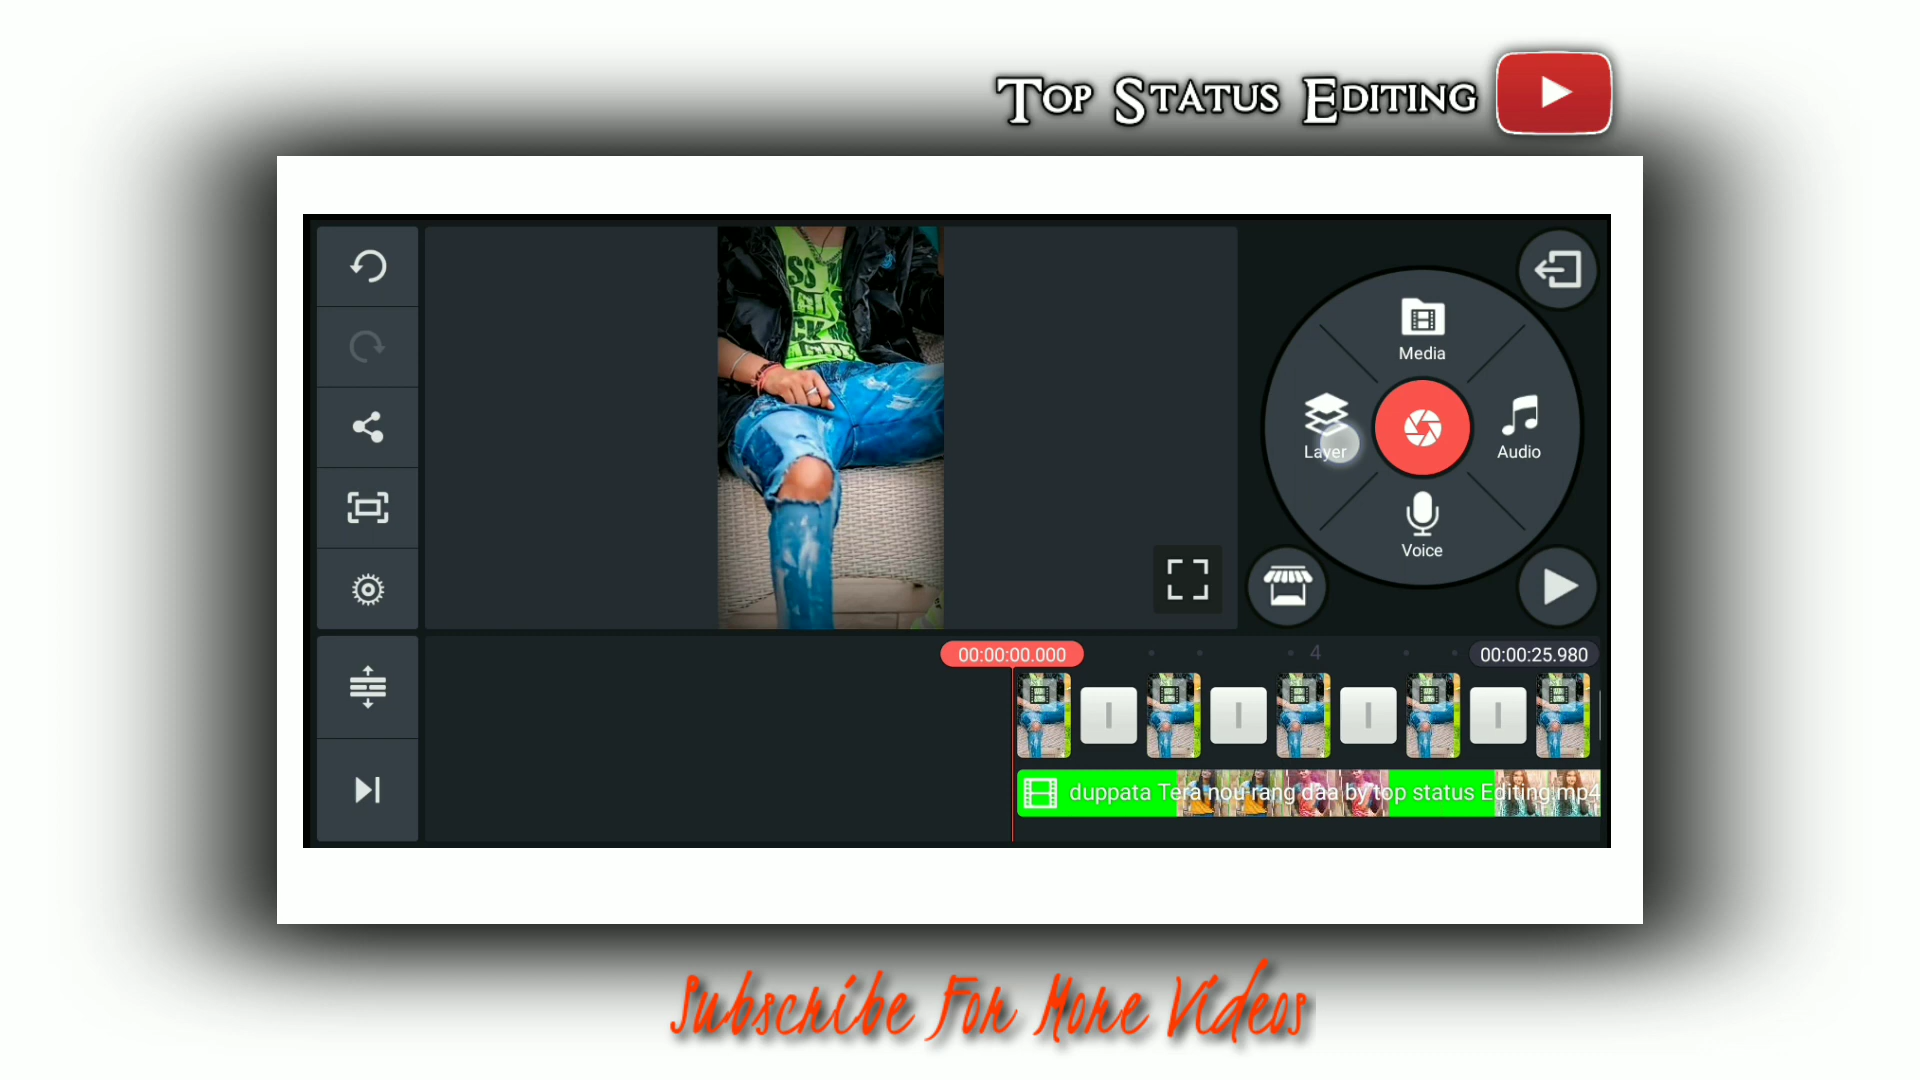 Top Status Editing
Media
Layer
Audio
Voice
00:00:00.000
4
00:00:25.980
duppata Tera nou rang daa by top status Editing.mp4
Subscribe For More Videos